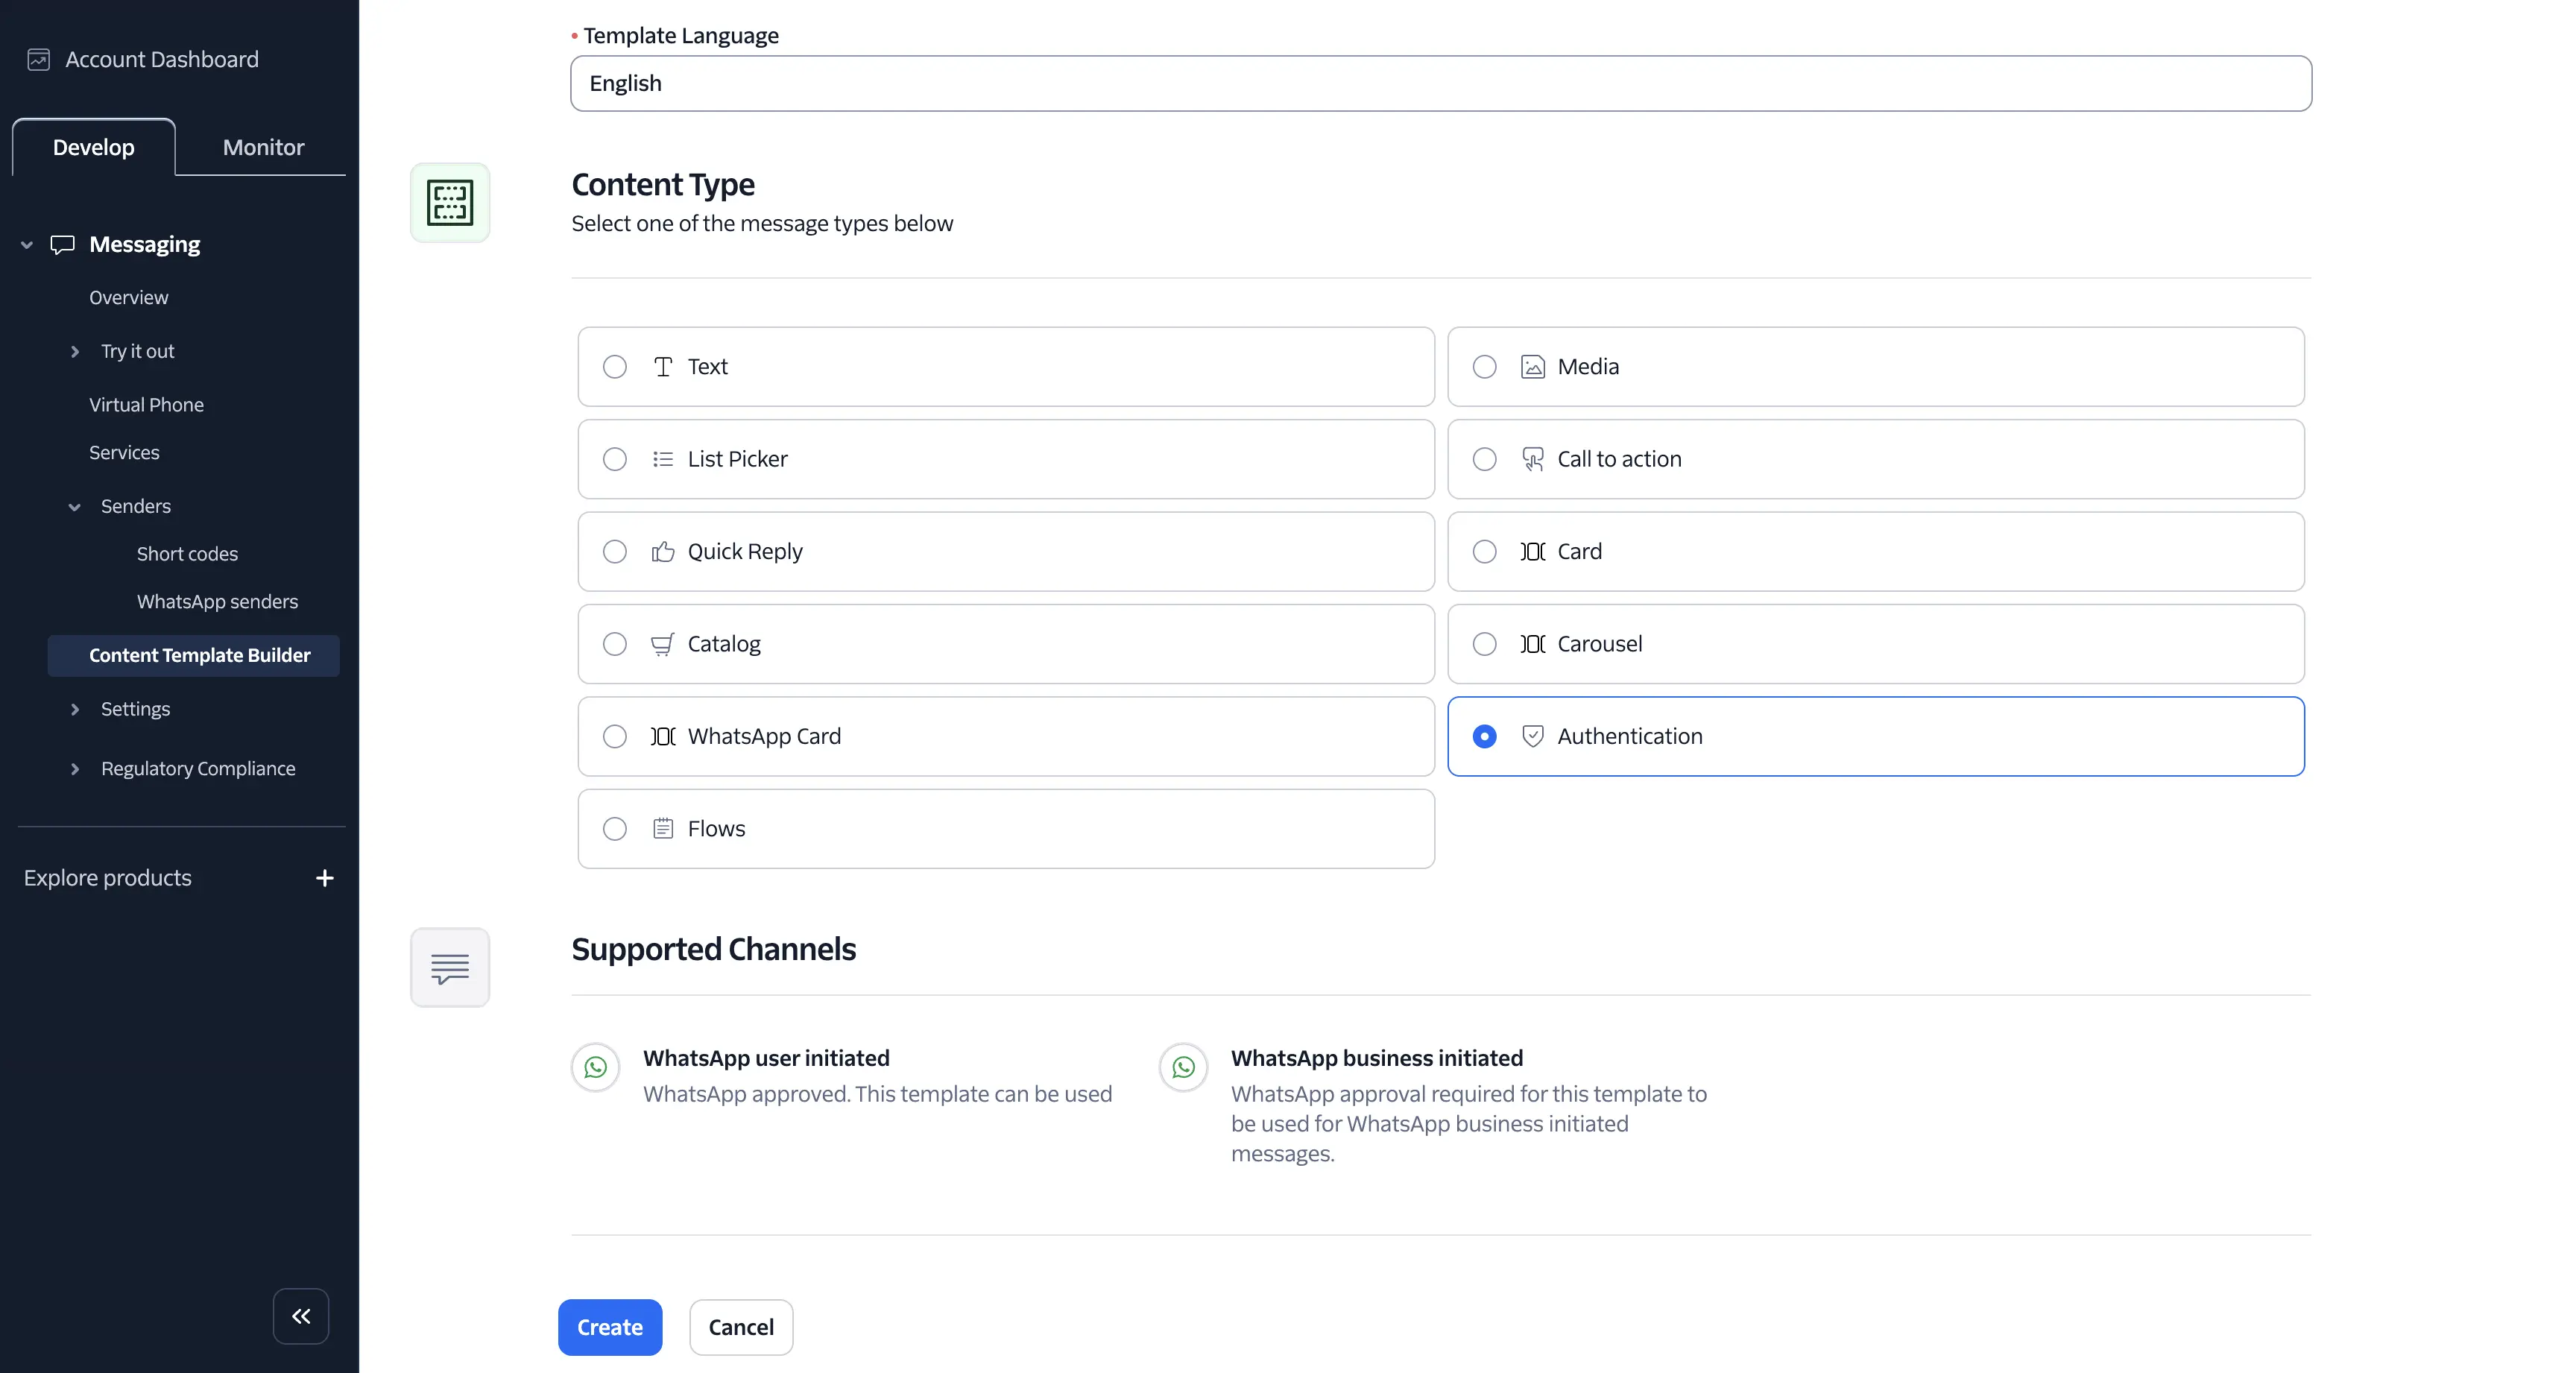 Account Dashboard
Develop
Monitor
Messaging
Overview
Try it out
Virtual Phone
Services
Senders
Short codes
WhatsApp senders
Content Template Builder
Settings
Regulatory Compliance
Explore products
• Template Language
English
Content Type
Select one of the message types below
Text
Media
List Picker
Call to action
Quick Reply
Card
Catalog
Carousel
WhatsApp Card
Authentication
Flows
Supported Channels
WhatsApp user initiated
WhatsApp approved. This template can be used
WhatsApp business initiated
WhatsApp approval required for this template to
be used for WhatsApp business initiated
messages.
Create
Cancel